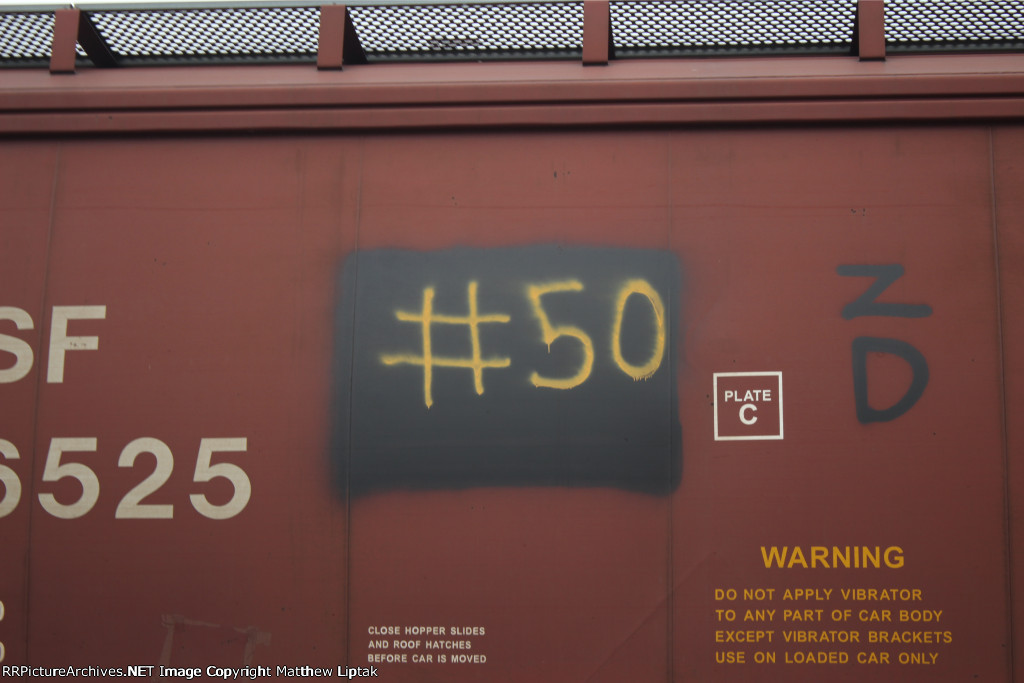 SF
6525
#50
Z
D
PLATE
C
WARNING
DO NOT APPLY VIBRATOR
TO ANY PART OF CAR BODY
EXCEPT VIBRATOR BRACKETS
USE ON LOADED CAR ONLY
CLOSE HOPPER SLIDES
AND ROOF HATCHES
BEFORE CAR IS MOVED
RRPictureArchives.NET Image Copyright Matthew Liptak